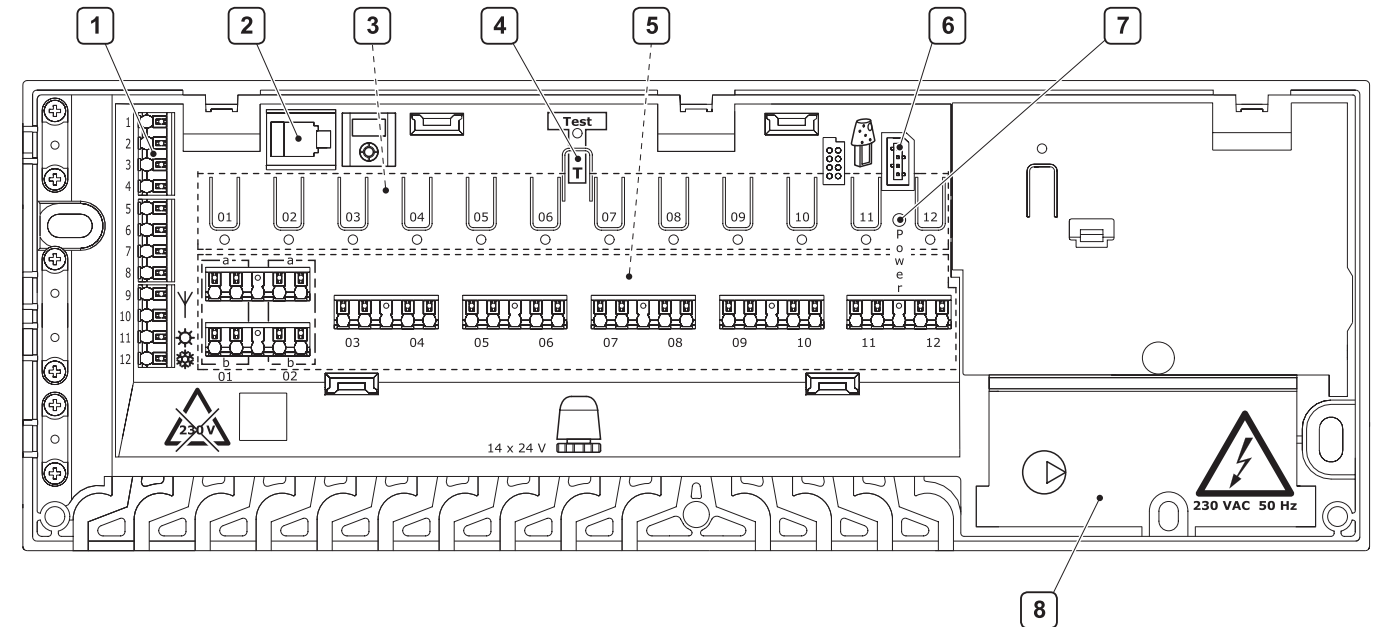 1 2 3 4 5 6 7
Test
T
1
2
3
4
5
6
7
8
9
10
11
12
01 02 03 04 05 06 07 08 09 10 11 12
Power
a a
03 04 05 06 07 08 09 10 11 12
b b
01 02
230 V
14 x 24 V
230 VAC 50 Hz
8